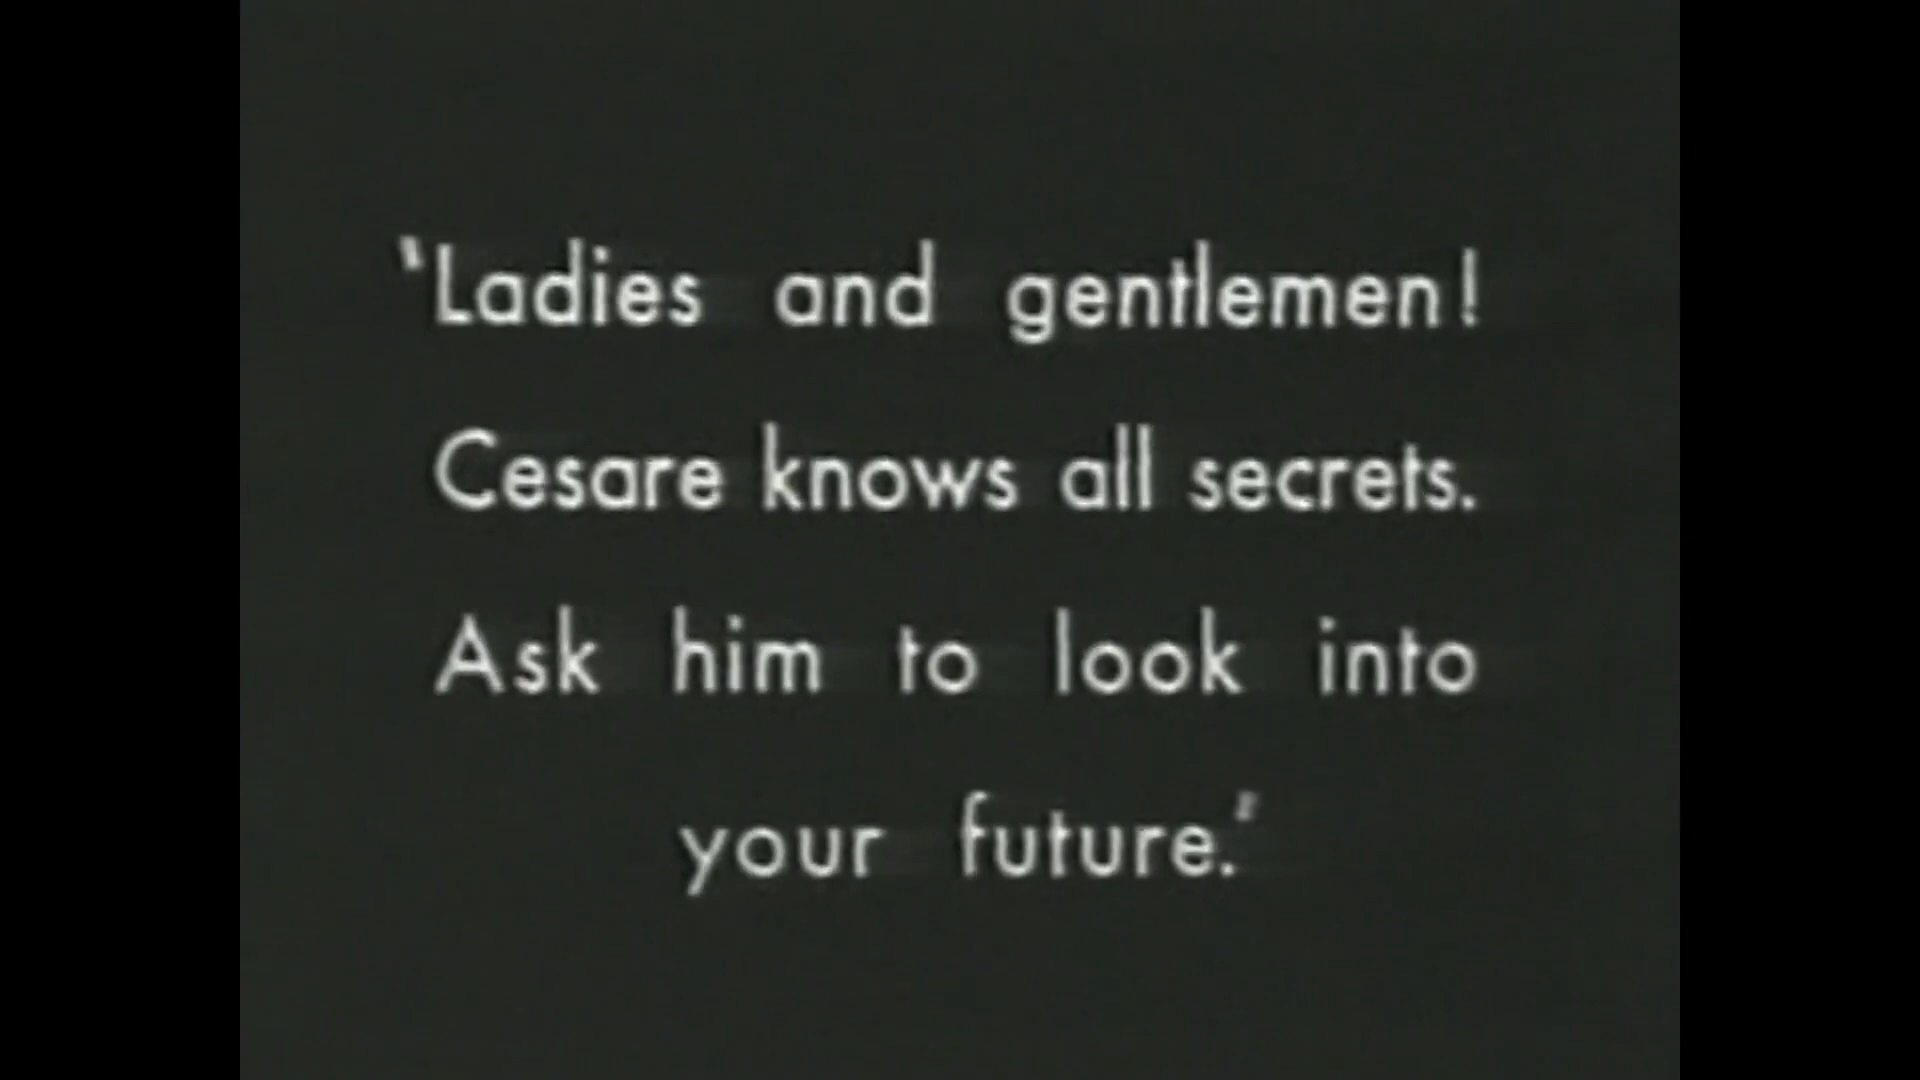 ‘Ladies and gentlemen!
Cesare knows all secrets.
Ask him to look into
your future.’